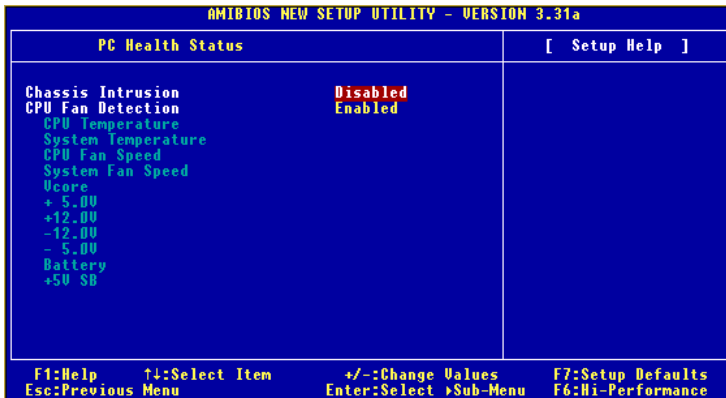 AMIBIOS NEW SETUP UTILITY - VERSION 3.31a
PC Health Status [ Setup Help ]
Chassis Intrusion Disabled
CPU Fan Detection Enabled
CPU Temperature
System Temperature
CPU Fan Speed
System Fan Speed
Vcore
+ 5.0V
+12.0V
-12.0V
- 5.0V
Battery
+5V SB
F1:Help ↑↓:Select Item +/-:Change Values F7:Setup Defaults
Esc:Previous Menu Enter:Select ▸Sub-Menu F6:Hi-Performance